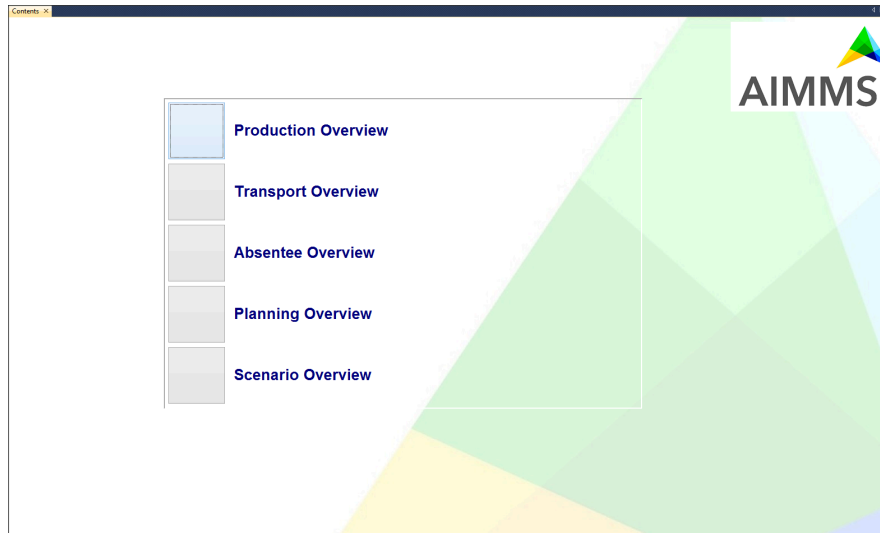 Contents
AIMMS
Production Overview
Transport Overview
Absentee Overview
Planning Overview
Scenario Overview